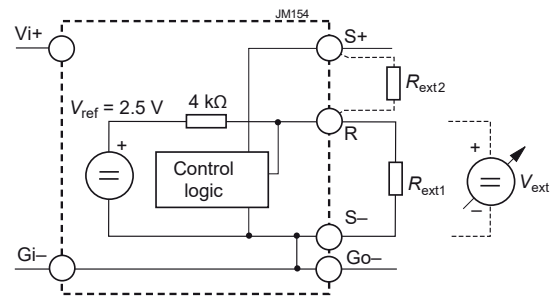 JM154
Vi+
S+
Rext2
Vref = 2.5 V
4 kΩ
R
+
Control
logic
Rext1
+
Vext
–
S–
Gi–
Go–